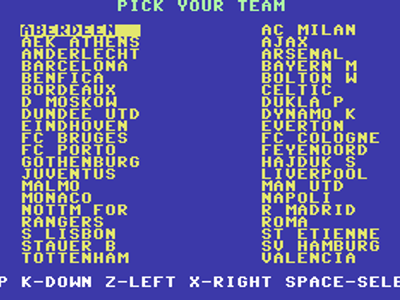 PICK YOUR TEAM
ABERDEEN
AEK ATHENS
ANDERLECHT
BARCELONA
BENFICA
BORDEAUX
D MOSKOW
DUNDEE UTD
EINDHOVEN
FC BRUGES
FC PORTO
GOTHENBURG
JUVENTUS
MALMO
MONACO
NOTTM FOR
RANGERS
S LISBON
STAUER B
TOTTENHAM
AC MILAN
AJAX
ARSENAL
BAYERN M
BOLTON W
CELTIC
DUKLA P
DYNAMO K
EVERTON
FC COLOGNE
FEYENOORD
HAJDUK S
LIVERPOOL
MAN UTD
NAPOLI
R MADRID
ROMA
ST ETIENNE
SV HAMBURG
VALENCIA
P K-DOWN Z-LEFT X-RIGHT SPACE-SELE